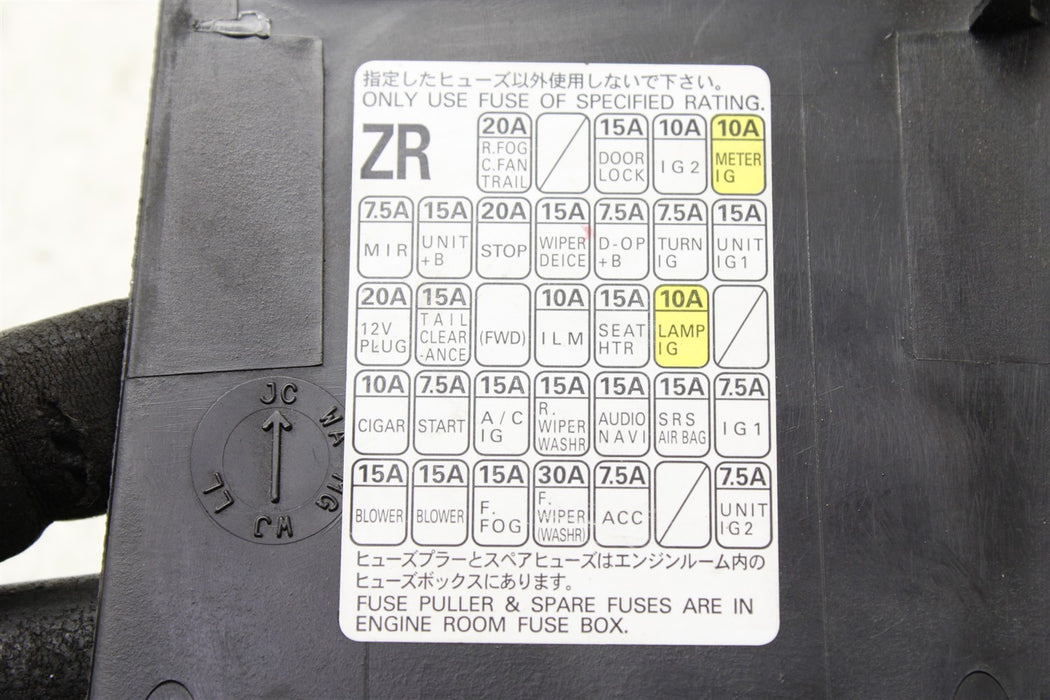 指定したヒューズ以外使用しないで下さい。
ONLY USE FUSE OF SPECIFIED RATING.
ZR
20A
R.FOG
C.FAN
TRAIL
15A
DOOR
LOCK
10A
IG2
10A
METER
IG
7.5A
MIR
15A
UNIT
+B
20A
STOP
15A
WIPER
DEICE
7.5A
D-OP
+B
7.5A
TURN
IG
15A
UNIT
IG1
20A
12V
PLUG
15A
TAIL
CLEAR
-ANCE
(FWD)
10A
ILM
15A
SEAT
HTR
10A
LAMP
IG
10A
CIGAR
7.5A
START
15A
A/C
IG
15A
R.
WIPER
WASHR
15A
AUDIO
NAVI
15A
SRS
AIR BAG
7.5A
IG1
15A
BLOWER
15A
BLOWER
15A
F.
FOG
30A
F.
WIPER
(WASHR)
7.5A
ACC
7.5A
UNIT
IG2
ヒューズプラーとスペアヒューズはエンジンルーム内の
ヒューズボックスにあります。
FUSE PULLER & SPARE FUSES ARE IN
ENGINE ROOM FUSE BOX.
JC
WA